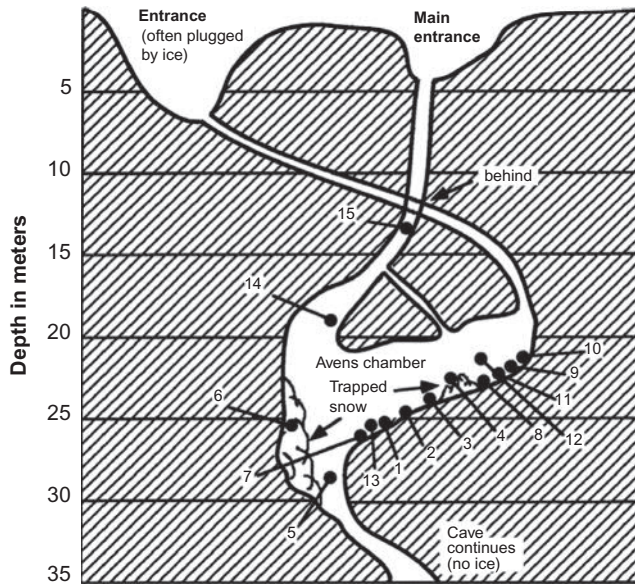 Entrance
(often plugged
by ice)
Main
entrance
5
behind
10
15
15
14
20
Avens chamber
10
9
Trapped
snow
11
6
25
12
8
4
3
2
1
7
13
30
5
Cave
continues
(no ice)
35
Depth in meters